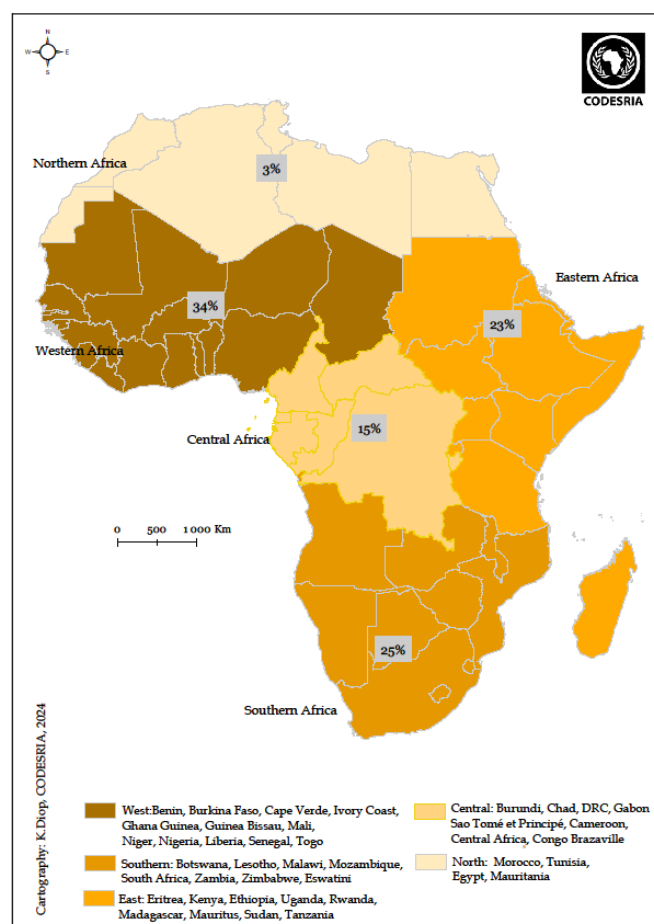 N
W
E
S
CODESRIA
Northern Africa
3%
Eastern Africa
34%
23%
Western Africa
Central Africa
15%
0 500 1 000 Km
25%
Southern Africa
Cartography: K.Diop, CODESRIA, 2024
West:Benin, Burkina Faso, Cape Verde, Ivory Coast,
Ghana Guinea, Guinea Bissau, Mali,
Niger, Nigeria, Liberia, Senegal, Togo
Southern: Botswana, Lesotho, Malawi, Mozambique,
South Africa, Zambia, Zimbabwe, Eswatini
East: Eritrea, Kenya, Ethiopia, Uganda, Rwanda,
Madagascar, Mauritus, Sudan, Tanzania
Central: Burundi, Chad, DRC, Gabon
Sao Tomé et Principé, Cameroon,
Central Africa, Congo Brazaville
North: Morocco, Tunisia,
Egypt, Mauritania